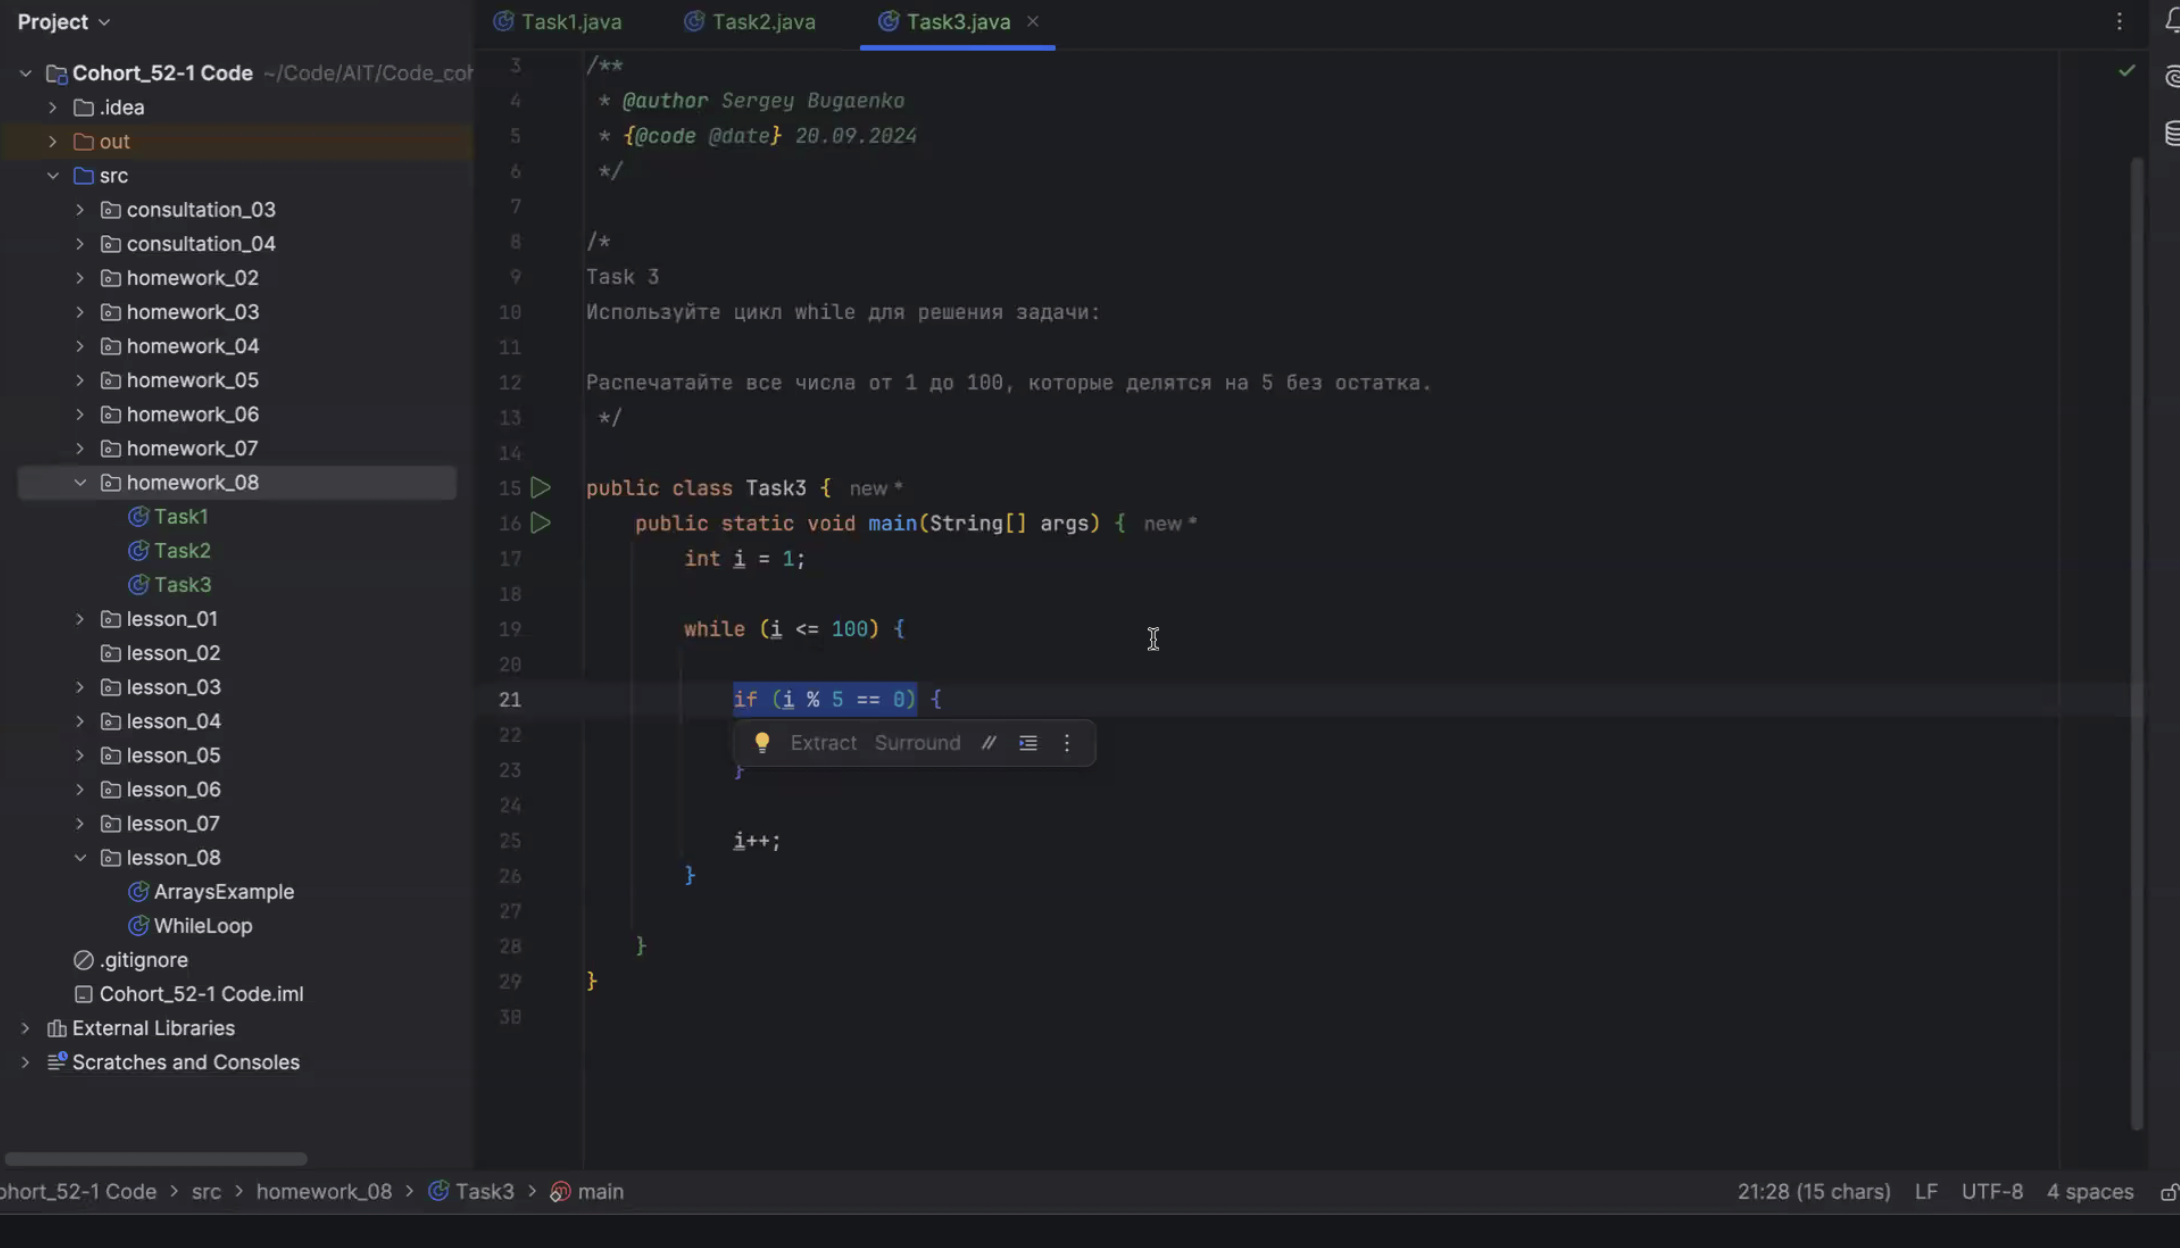 Project
Task1.java
Task2.java
Task3.java
Cohort_52-1 Code ~/Code/AIT/Code_coh
.idea
out
src
consultation_03
consultation_04
homework_02
homework_03
homework_04
homework_05
homework_06
homework_07
homework_08
Task1
Task2
Task3
lesson_01
lesson_02
lesson_03
lesson_04
lesson_05
lesson_06
lesson_07
lesson_08
ArraysExample
WhileLoop
.gitignore
Cohort_52-1 Code.iml
External Libraries
Scratches and Consoles
3 /**
4 * @author Sergey Bugaenko
5 * {@code @date} 20.09.2024
6 */
7
8 /*
9 Task 3
10 Используйте цикл while для решения задачи:
11
12 Распечатайте все числа от 1 до 100, которые делятся на 5 без остатка.
13 */
14
15 public class Task3 { new *
16 public static void main(String[] args) { new *
17 int i = 1;
18
19 while (i <= 100) {
20
21 if (i % 5 == 0) {
22
Extract Surround //
23 }
24
25 i++;
26 }
27
28 }
29 }
30
ohort_52-1 Code > src > homework_08 > Task3 > main
21:28 (15 chars) LF UTF-8 4 spaces